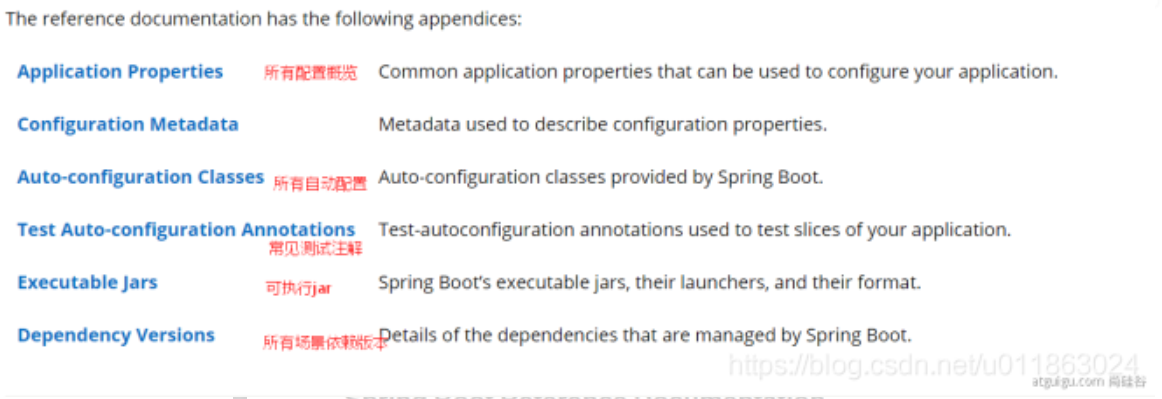 The reference documentation has the following appendices:
Application Properties 所有配置概览 Common application properties that can be used to configure your application.
Configuration Metadata Metadata used to describe configuration properties.
Auto-configuration Classes 所有自动配置 Auto-configuration classes provided by Spring Boot.
Test Auto-configuration Annotations Test-autoconfiguration annotations used to test slices of your application.
常见测试注解
Executable Jars 可执行jar Spring Boot's executable jars, their launchers, and their format.
Dependency Versions 所有场景依赖版本 Details of the dependencies that are managed by Spring Boot.
https://blog.csdn.net/u011863024
atguigu.com 尚硅谷